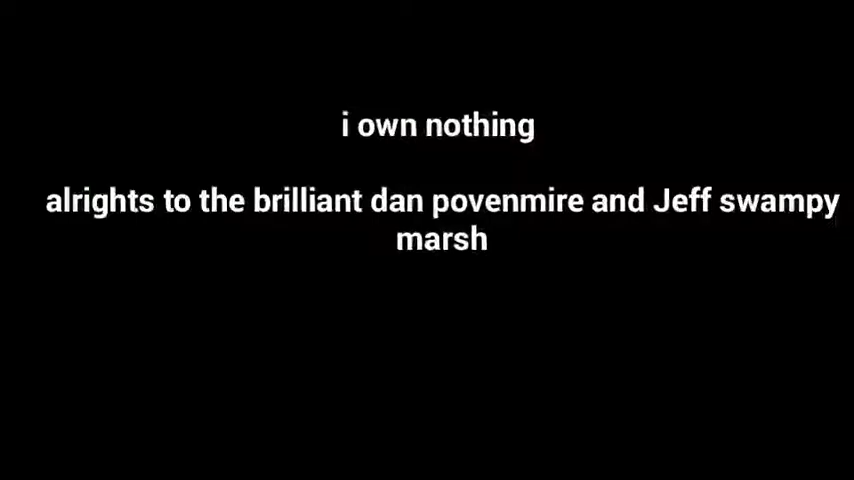 i own nothing
alrights to the brilliant dan povenmire and Jeff swampy
marsh